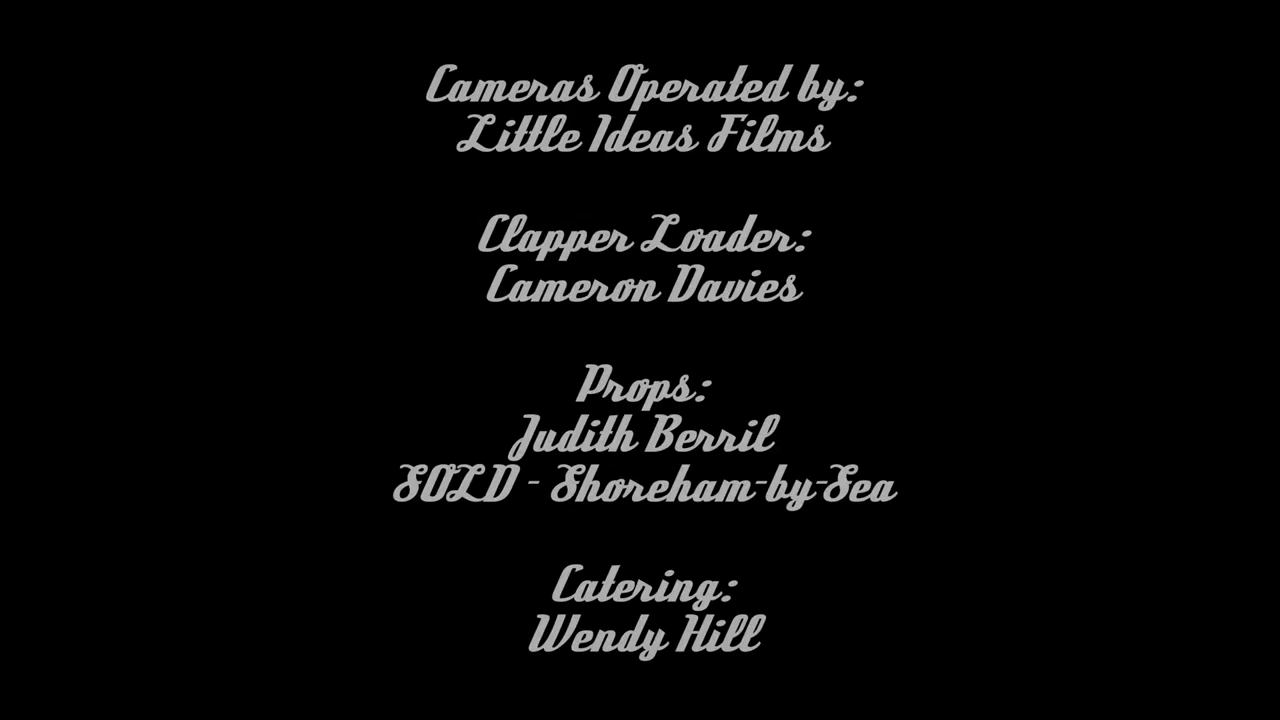 Cameras Operated by:
Little Ideas Films
Clapper Loader:
Cameron Davies
Props:
Judith Berril
SOLD - Shoreham-by-Sea
Catering:
Wendy Hill